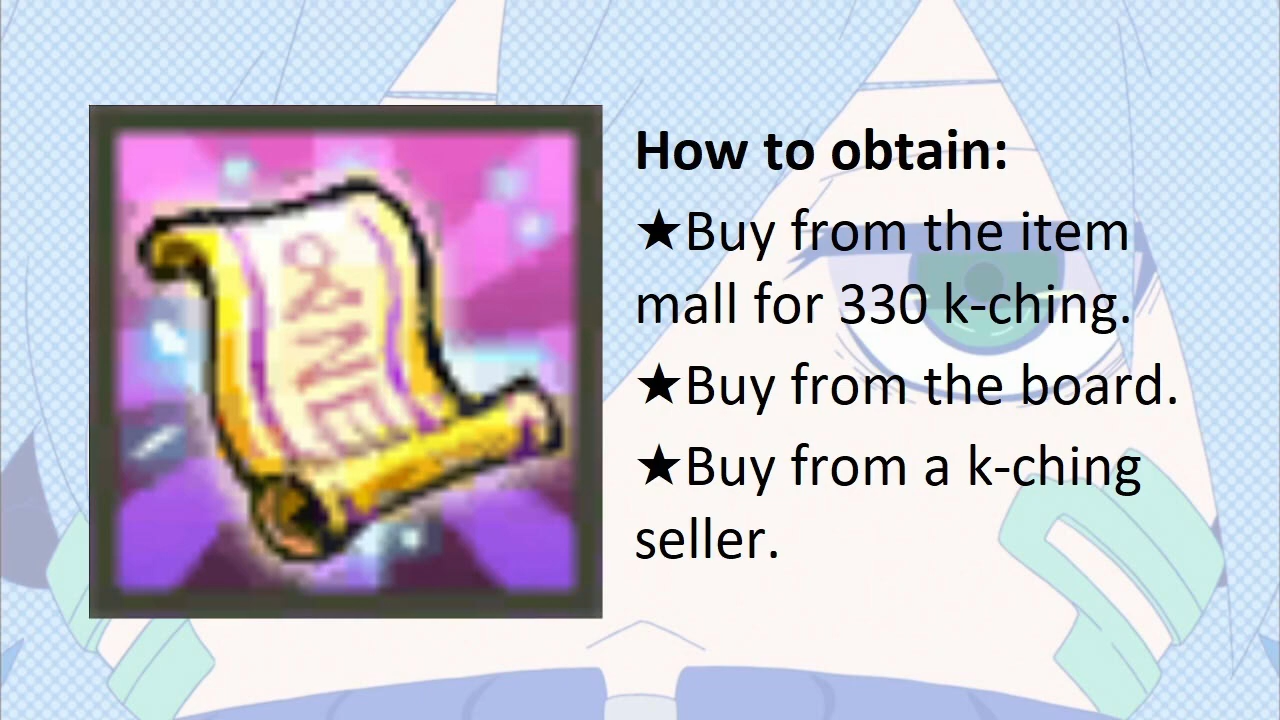 How to obtain:
★Buy from the item
mall for 330 k-ching.
★Buy from the board.
★Buy from a k-ching
seller.